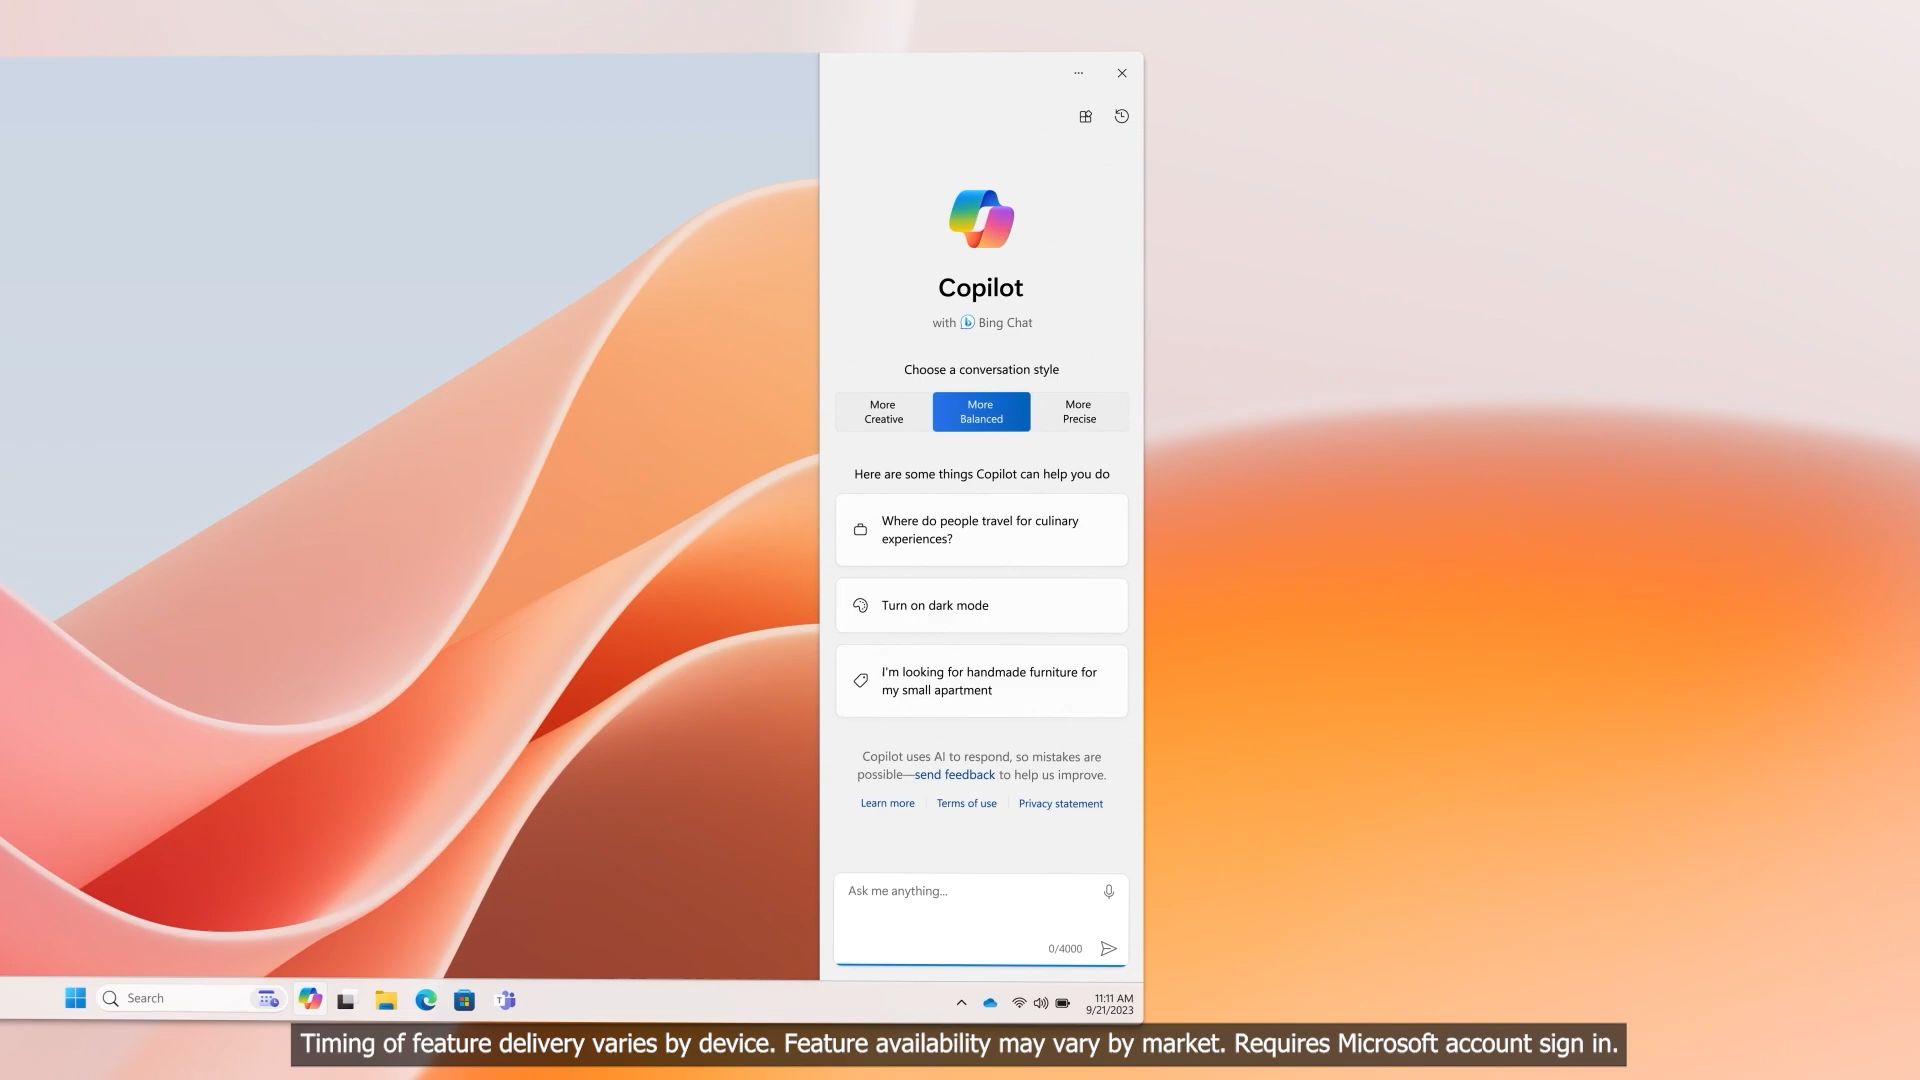 Copilot
with Bing Chat
Choose a conversation style
More
Creative
More
Balanced
More
Precise
Here are some things Copilot can help you do
Where do people travel for culinary
experiences?
Turn on dark mode
I'm looking for handmade furniture for
my small apartment
Copilot uses AI to respond, so mistakes are
possible—send feedback to help us improve.
Learn more Terms of use Privacy statement
Ask me anything...
0/4000
Search
11:11 AM
9/21/2023
Timing of feature delivery varies by device. Feature availability may vary by market. Requires Microsoft account sign in.